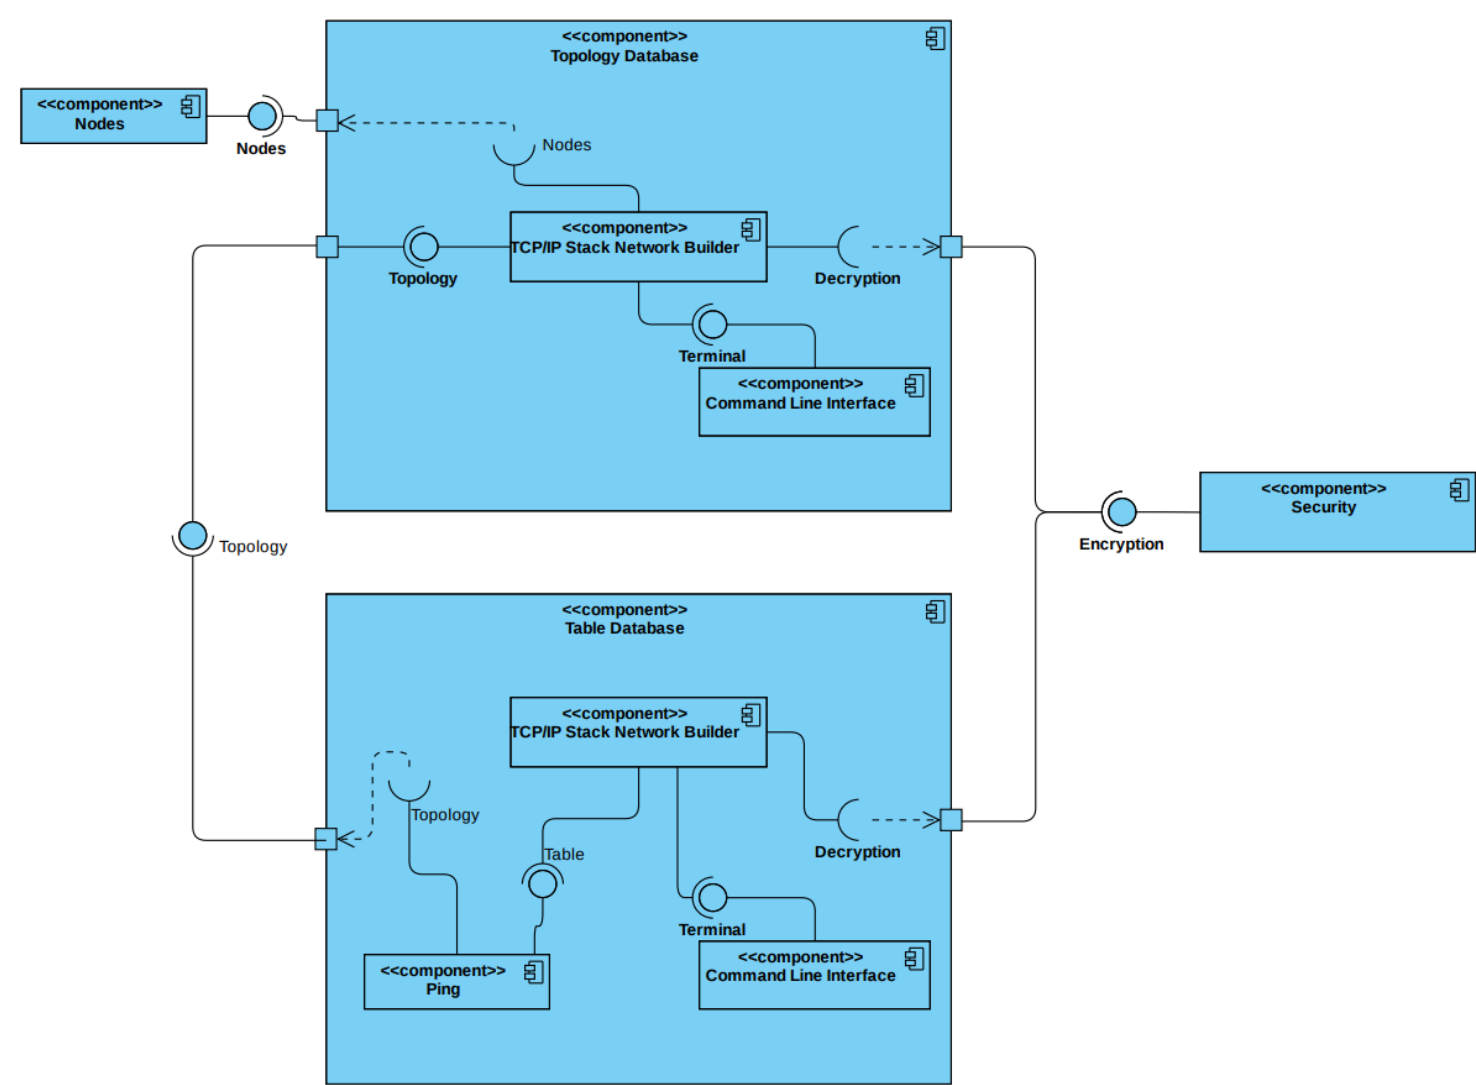 <<component>>
Topology Database
<<component>>
Nodes
Nodes
Nodes
<<component>>
TCP/IP Stack Network Builder
Topology
Decryption
Terminal
<<component>>
Command Line Interface
<<component>>
Security
Encryption
Topology
<<component>>
Table Database
<<component>>
TCP/IP Stack Network Builder
Topology
Table
Decryption
Terminal
<<component>>
Command Line Interface
<<component>>
Ping